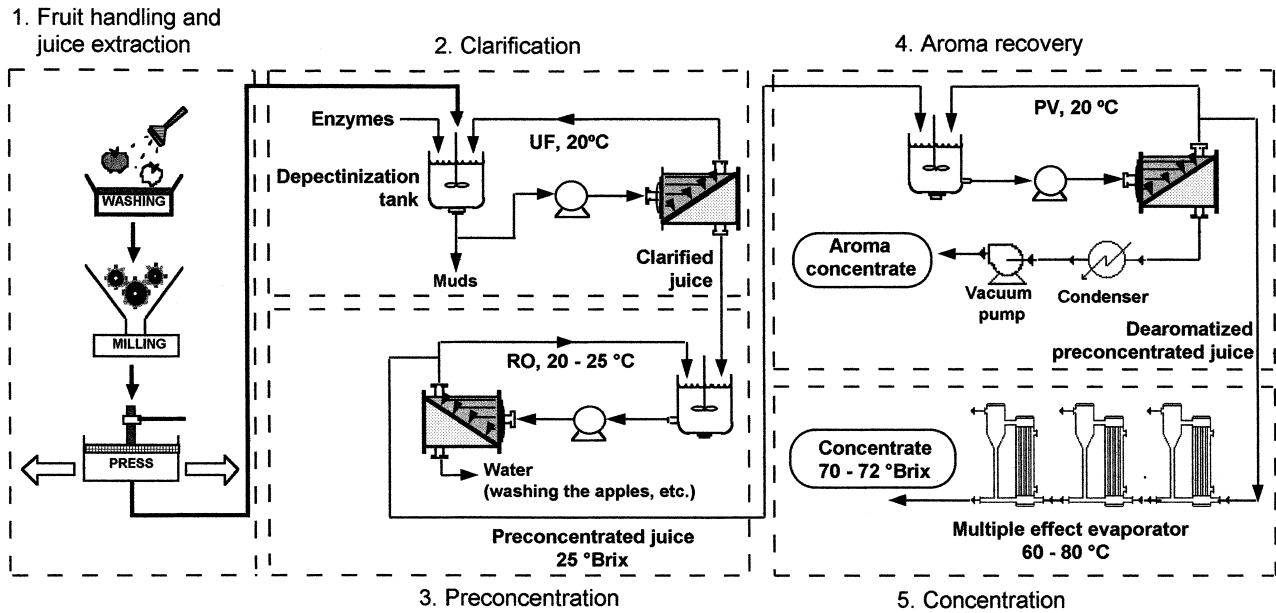 1. Fruit handling and
juice extraction
WASHING
MILLING
PRESS
2. Clarification
Enzymes
UF, 20ºC
Depectinization
tank
Muds
Clarified
juice
RO, 20 - 25 °C
Water
(washing the apples, etc.)
Preconcentrated juice
25 °Brix
3. Preconcentration
4. Aroma recovery
PV, 20 ºC
Aroma
concentrate
Vacuum
pump
Condenser
Dearomatized
preconcentrated juice
Concentrate
70 - 72 °Brix
Multiple effect evaporator
60 - 80 °C
5. Concentration